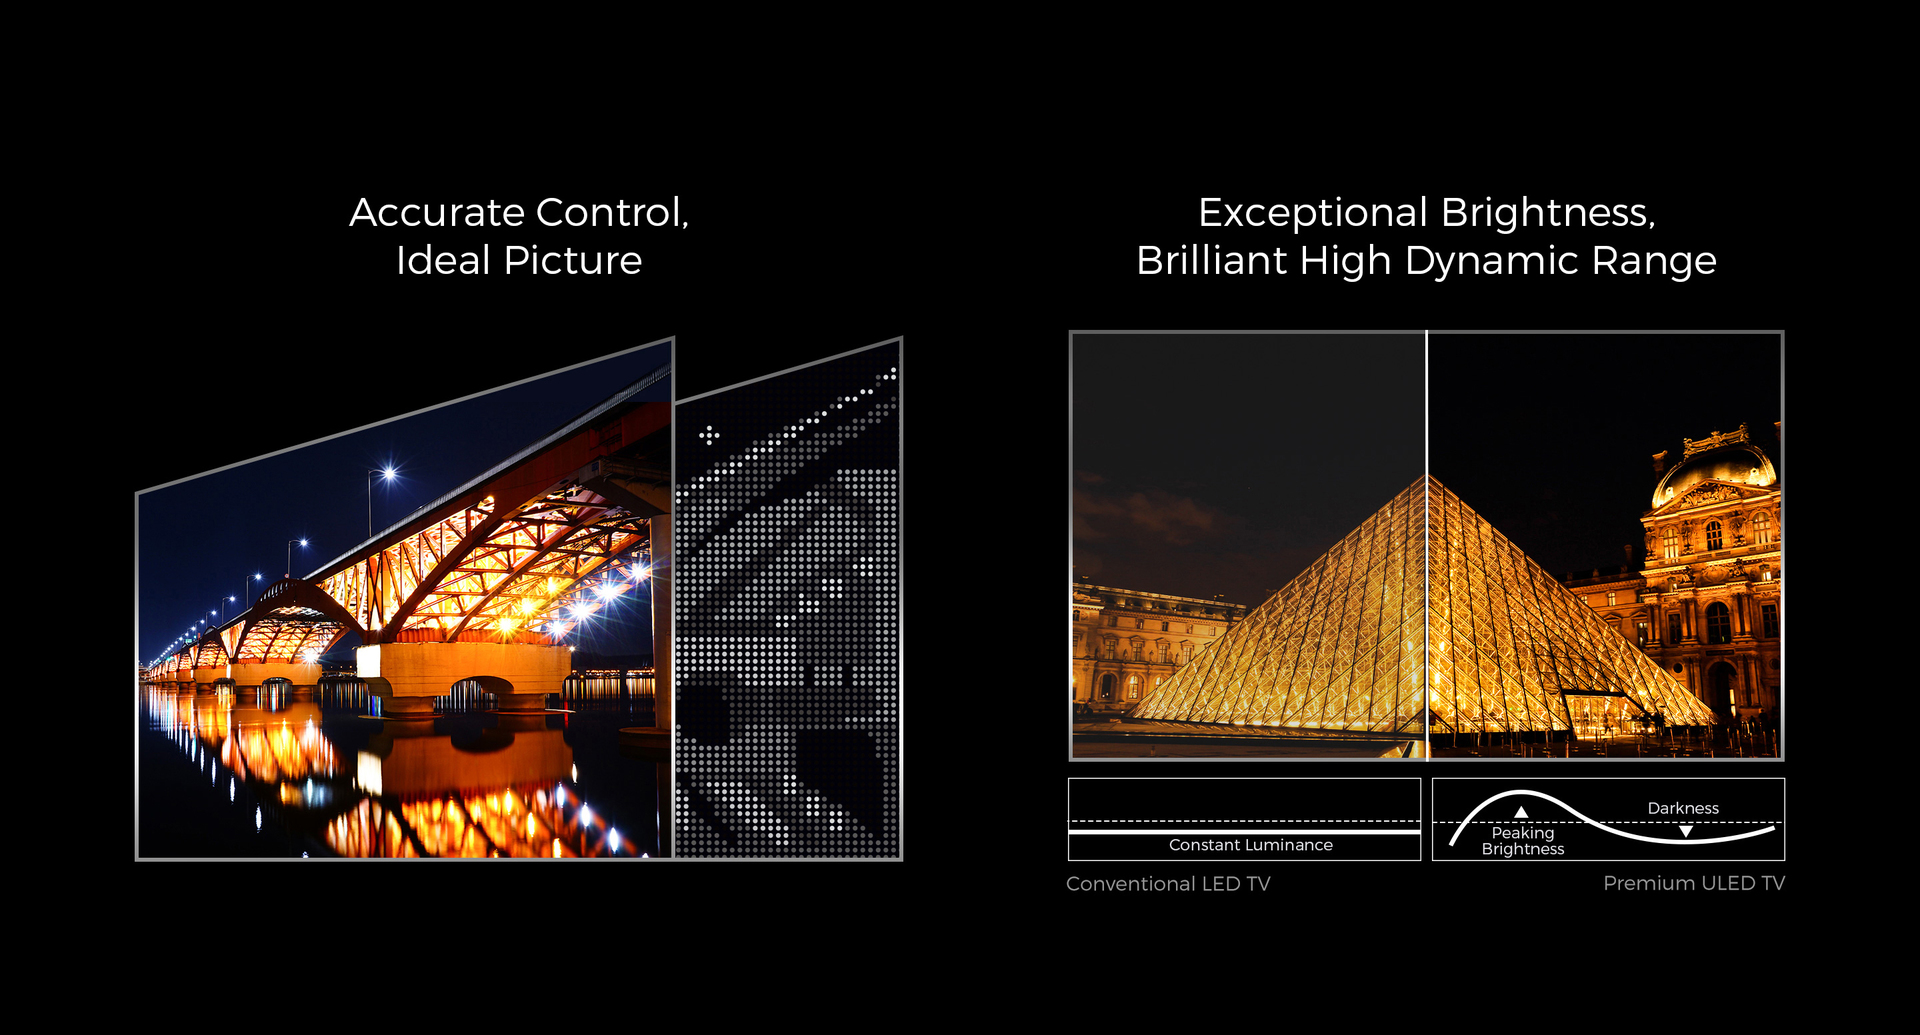 Accurate Control,
Ideal Picture
Exceptional Brightness,
Brilliant High Dynamic Range
Constant Luminance
Peaking
Brightness
Darkness
Conventional LED TV
Premium ULED TV